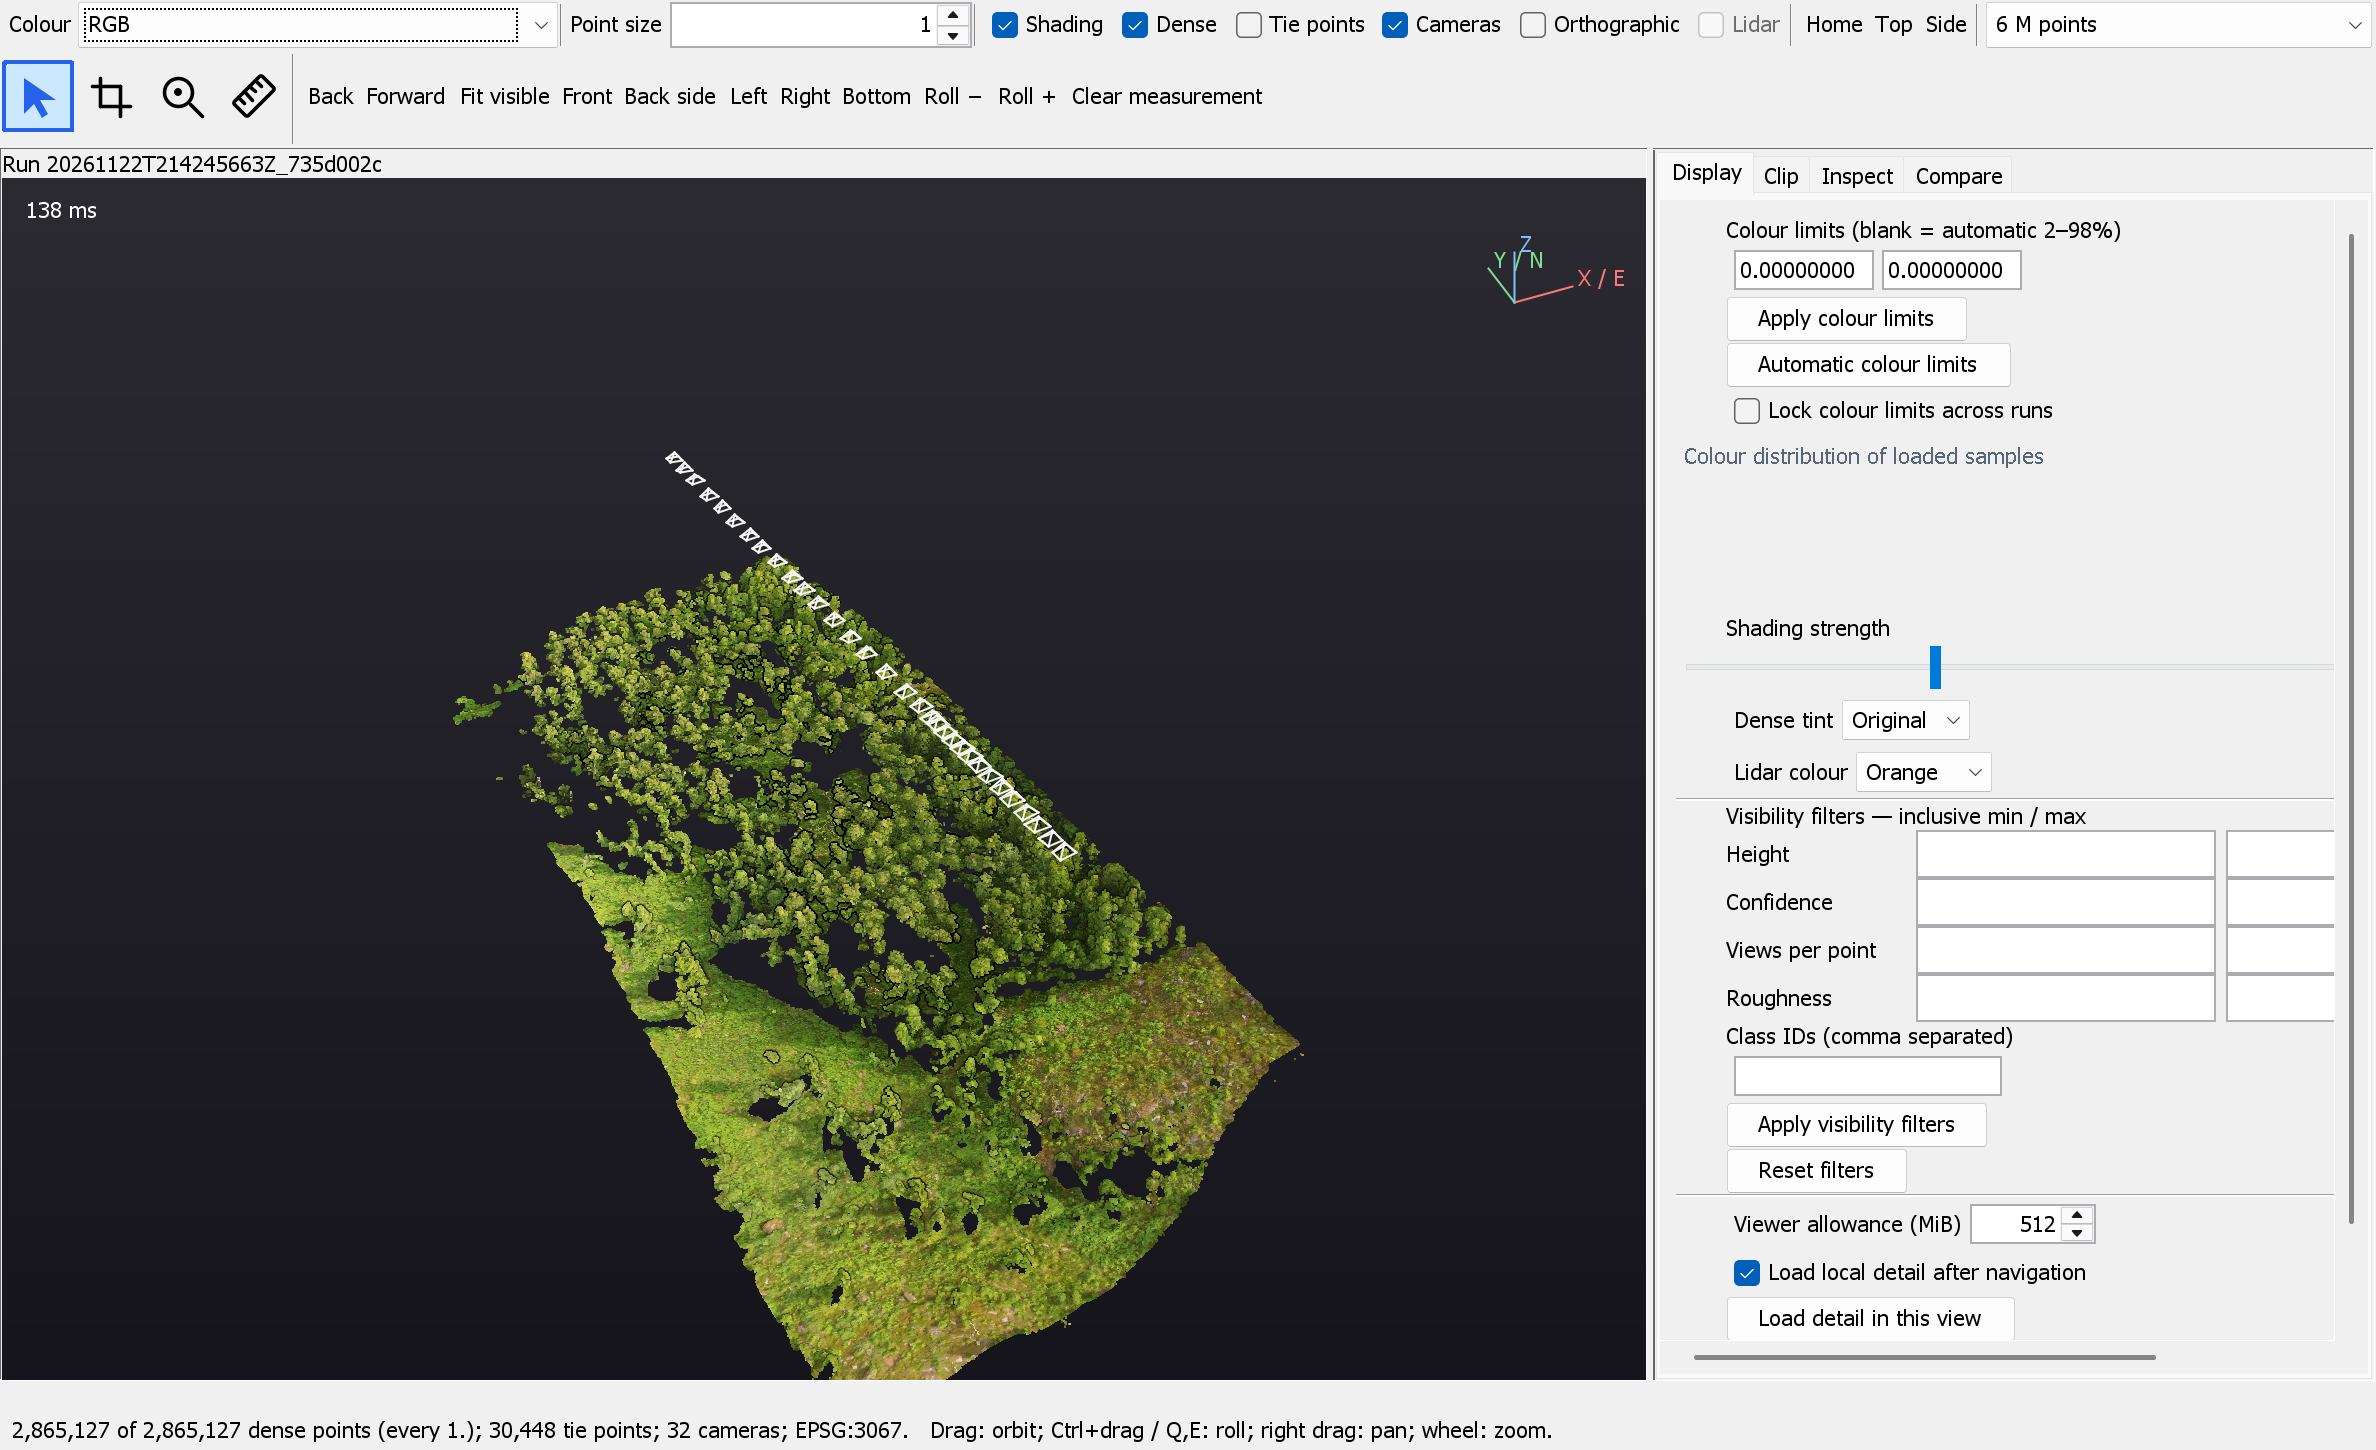 Colour RGB Point size 1 Shading Dense Tie points Cameras Orthographic Lidar Home Top Side 6 M points
Back Forward Fit visible Front Back side Left Right Bottom Roll − Roll + Clear measurement
Run 20261122T214245663Z_735d002c
138 ms
Z
Y / N
X / E
Display Clip Inspect Compare
Colour limits (blank = automatic 2–98%)
0.00000000 0.00000000
Apply colour limits
Automatic colour limits
Lock colour limits across runs
Colour distribution of loaded samples
Shading strength
Dense tint Original
Lidar colour Orange
Visibility filters — inclusive min / max
Height
Confidence
Views per point
Roughness
Class IDs (comma separated)
Apply visibility filters
Reset filters
Viewer allowance (MiB) 512
Load local detail after navigation
Load detail in this view
2,865,127 of 2,865,127 dense points (every 1.); 30,448 tie points; 32 cameras; EPSG:3067. Drag: orbit; Ctrl+drag / Q,E: roll; right drag: pan; wheel: zoom.